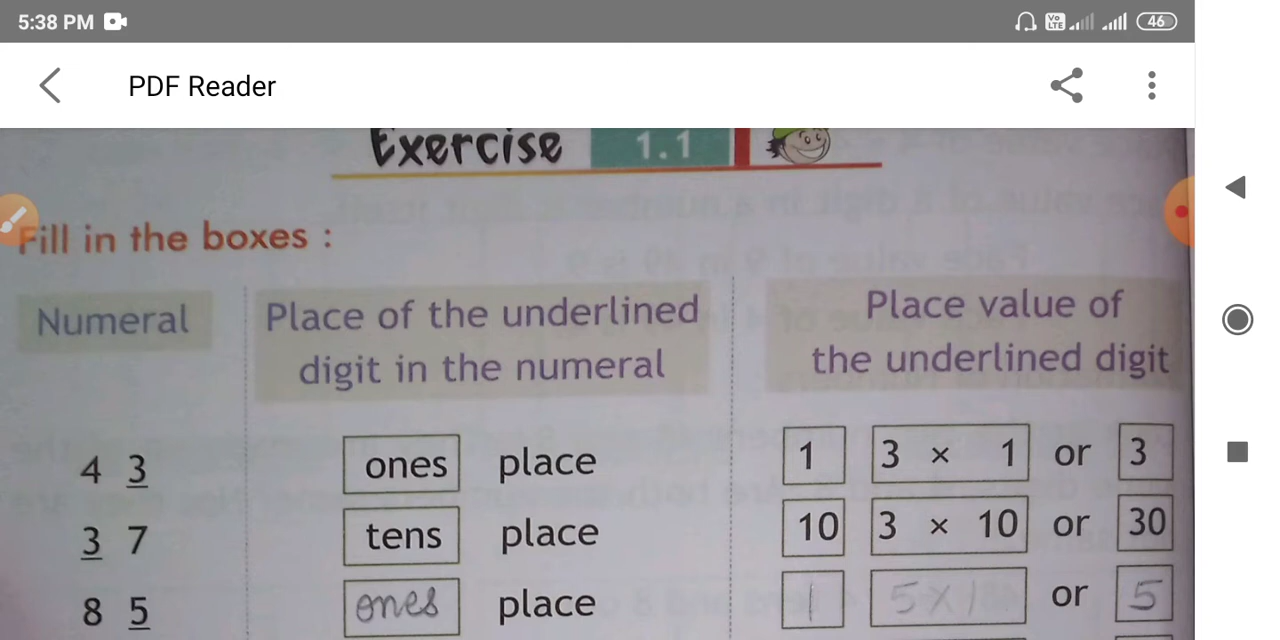 5:38 PM
Vo LTE
46
PDF Reader
Exercise 1.1
Fill in the boxes :
Numeral
Place of the underlined
digit in the numeral
Place value of
the underlined digit
4 3 ones place 1 3 × 1 or 3
3 7 tens place 10 3 × 10 or 30
8 5 ones place 1 5 × 1 or 5